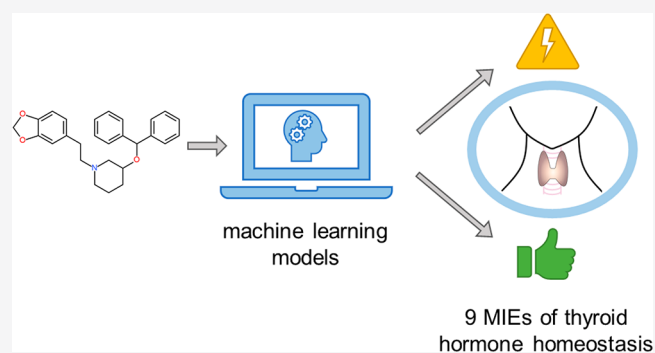 O
O
N
O
machine learning
models
9 MIEs of thyroid
hormone homeostasis